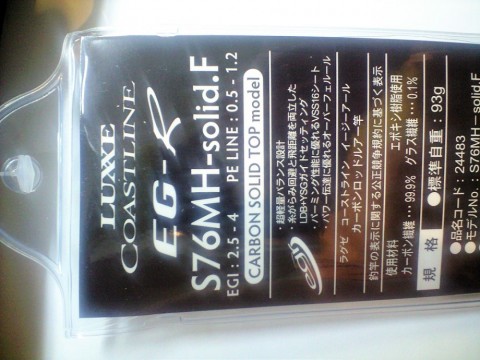 LUXXE
COASTLINE
EG-R
S76MH-solid.F
EGI : 2.5 - 4 PE LINE : 0.5 - 1.2
CARBON SOLID TOP model
・超軽量バランス設計
・糸がらみ回避と飛距離を両立した
LDB+YSGガイドセッティング
・パーミング性能に優れるVSS16シート
・パワー伝達に優れるオーバーフェルール
egi
ラグゼ コーストライン イージーアール
カーボンロッドルアー竿
釣竿の表示に関する公正競争規約に基づく表示
使用材料 エポキシ樹脂使用
カーボン繊維…99.9% グラス繊維…0.1%
規格
●標準自重:93g
●品名コード:24483
●モデルNo.:S76MH-solid.F